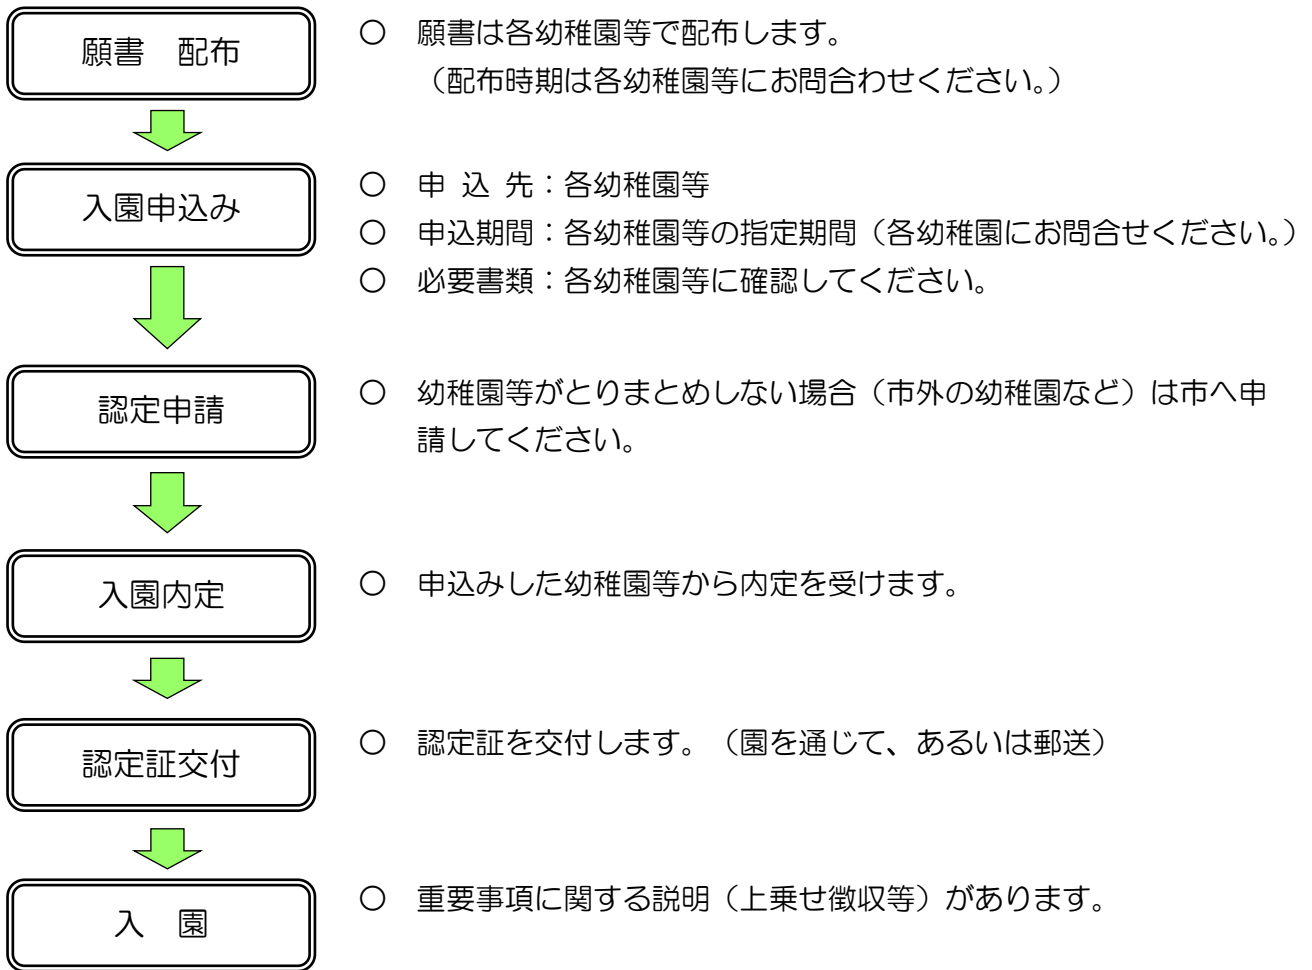 願書　配布
○　願書は各幼稚園等で配布します。
（配布時期は各幼稚園等にお問合わせください。）
入園申込み
○　申 込 先：各幼稚園等
○　申込期間：各幼稚園等の指定期間（各幼稚園にお問合せください。）
○　必要書類：各幼稚園等に確認してください。
認定申請
○　幼稚園等がとりまとめしない場合（市外の幼稚園など）は市へ申
請してください。
入園内定
○　申込みした幼稚園等から内定を受けます。
認定証交付
○　認定証を交付します。（園を通じて、あるいは郵送）
入　園
○　重要事項に関する説明（上乗せ徴収等）があります。